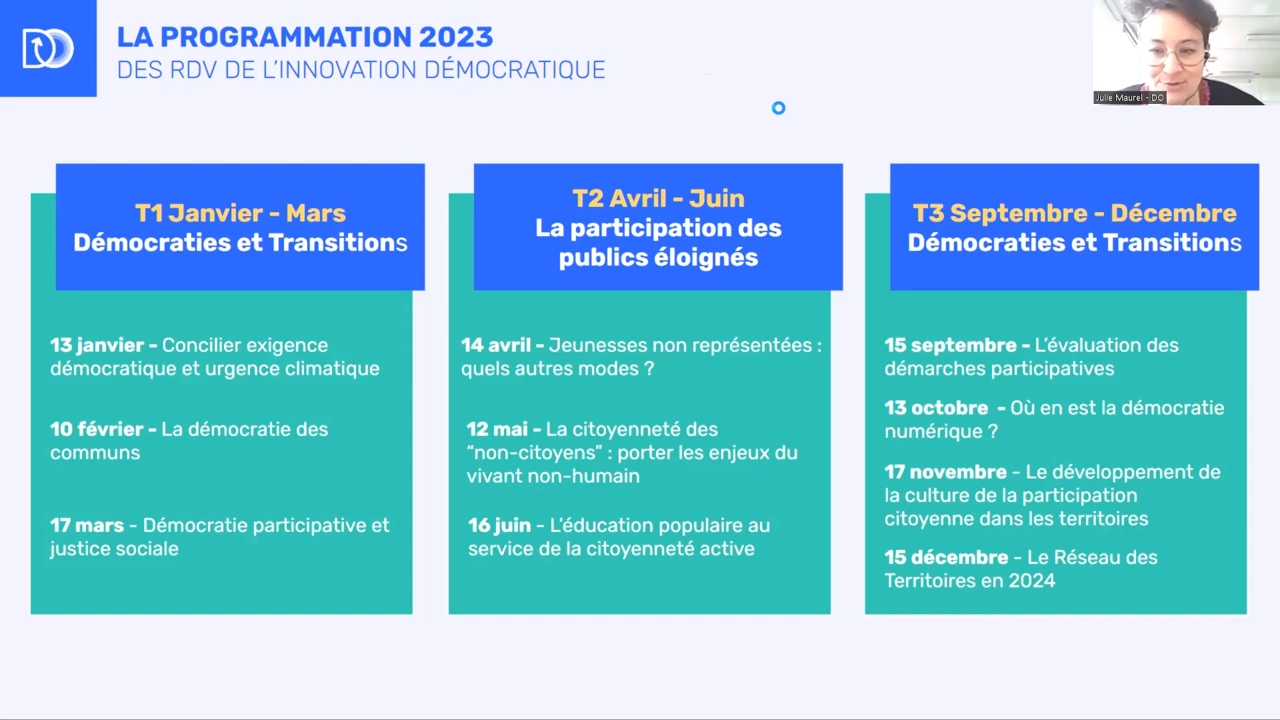 LA PROGRAMMATION 2023
DES RDV DE L'INNOVATION DÉMOCRATIQUE
Julie Maurel - DO
T1 Janvier - Mars
Démocraties et Transitions
13 janvier - Concilier exigence
démocratique et urgence climatique
10 février - La démocratie des
communs
17 mars - Démocratie participative et
justice sociale
T2 Avril - Juin
La participation des
publics éloignés
14 avril - Jeunesses non représentées :
quels autres modes ?
12 mai - La citoyenneté des
“non-citoyens” : porter les enjeux du
vivant non-humain
16 juin - L'éducation populaire au
service de la citoyenneté active
T3 Septembre - Décembre
Démocraties et Transitions
15 septembre - L'évaluation des
démarches participatives
13 octobre - Où en est la démocratie
numérique ?
17 novembre - Le développement de
la culture de la participation
citoyenne dans les territoires
15 décembre - Le Réseau des
Territoires en 2024